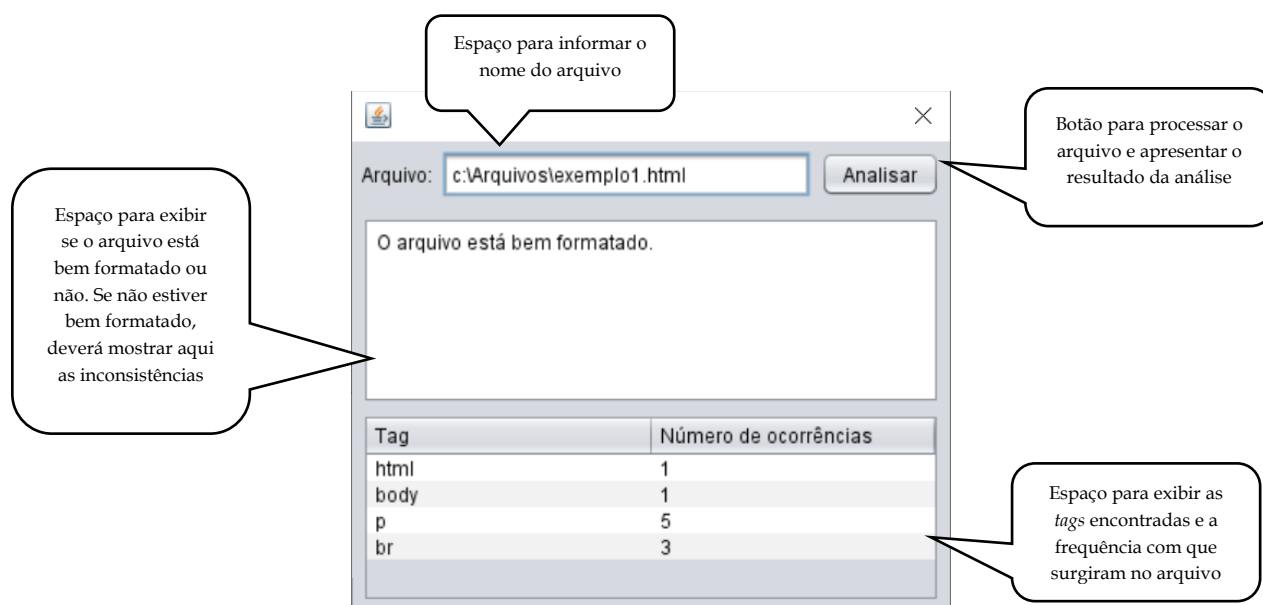 Espaço para informar o
nome do arquivo
Botão para processar o
arquivo e apresentar o
resultado da análise
Arquivo:
c:\Arquivos\exemplo1.html
Analisar
Espaço para exibir
se o arquivo está
bem formatado ou
não. Se não estiver
bem formatado,
deverá mostrar aqui
as inconsistências
O arquivo está bem formatado.
Tag Número de ocorrências
html 1
body 1
p 5
br 3
Espaço para exibir as
tags encontradas e a
frequência com que
surgiram no arquivo